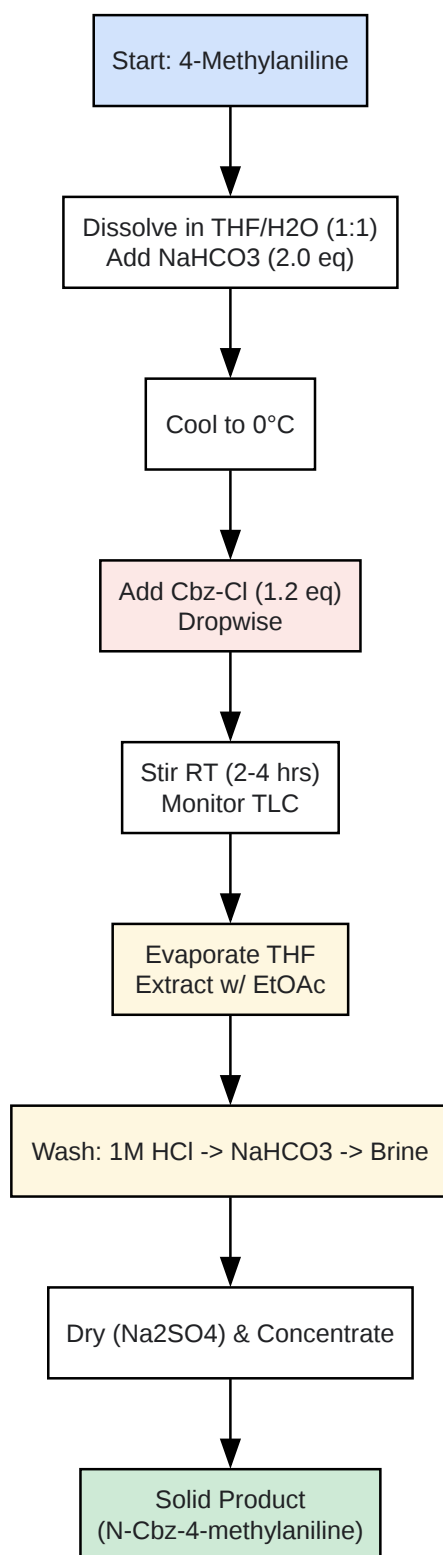 Start: 4-Methylaniline
Dissolve in THF/H2O (1:1)
Add NaHCO3 (2.0 eq)
Cool to 0°C
Add Cbz-Cl (1.2 eq)
Dropwise
Stir RT (2-4 hrs)
Monitor TLC
Evaporate THF
Extract w/ EtOAc
Wash: 1M HCl -> NaHCO3 -> Brine
Dry (Na2SO4) & Concentrate
Solid Product
(N-Cbz-4-methylaniline)